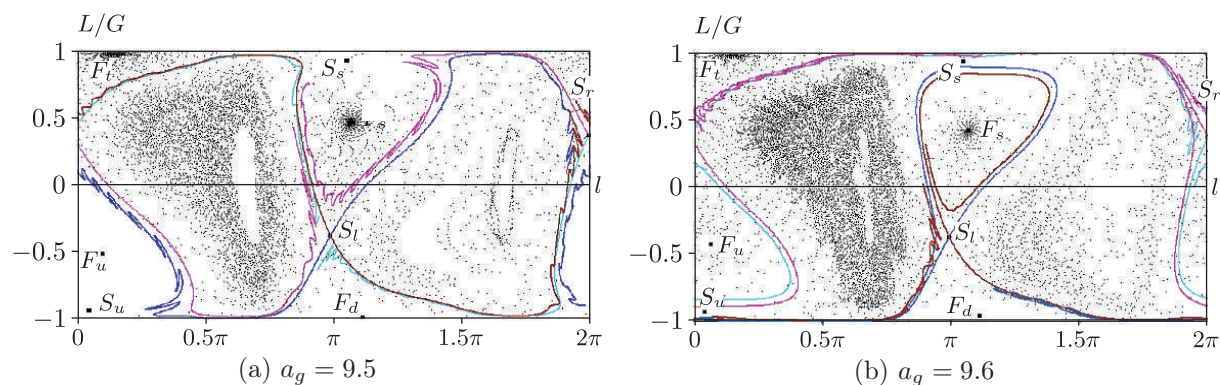 L/G
1
0.5
0
−0.5
−1
F_t
S_s
S_r
l
S_l
F_u
S_u
F_d
0
0.5π
π
1.5π
2π
(a) a_g = 9.5
L/G
1
0.5
0
−0.5
−1
F_t
S_s
S_r
F_s
l
S_l
F_u
S_u
F_d
0
0.5π
π
1.5π
2π
(b) a_g = 9.6